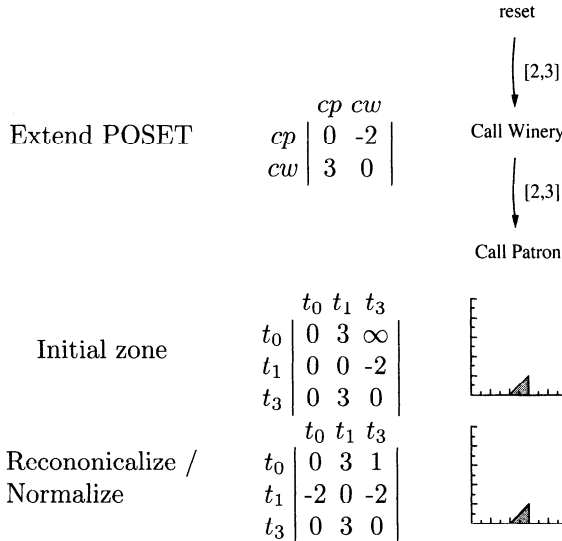 reset
[2,3]
cp cw
Extend POSET cp 0 -2 Call Winery
cw 3 0
[2,3]
Call Patron
t0 t1 t3
t0 0 3 ∞
Initial zone t1 0 0 -2
t3 0 3 0
t0 t1 t3
Recononicalize / t0 0 3 1
Normalize t1 -2 0 -2
t3 0 3 0